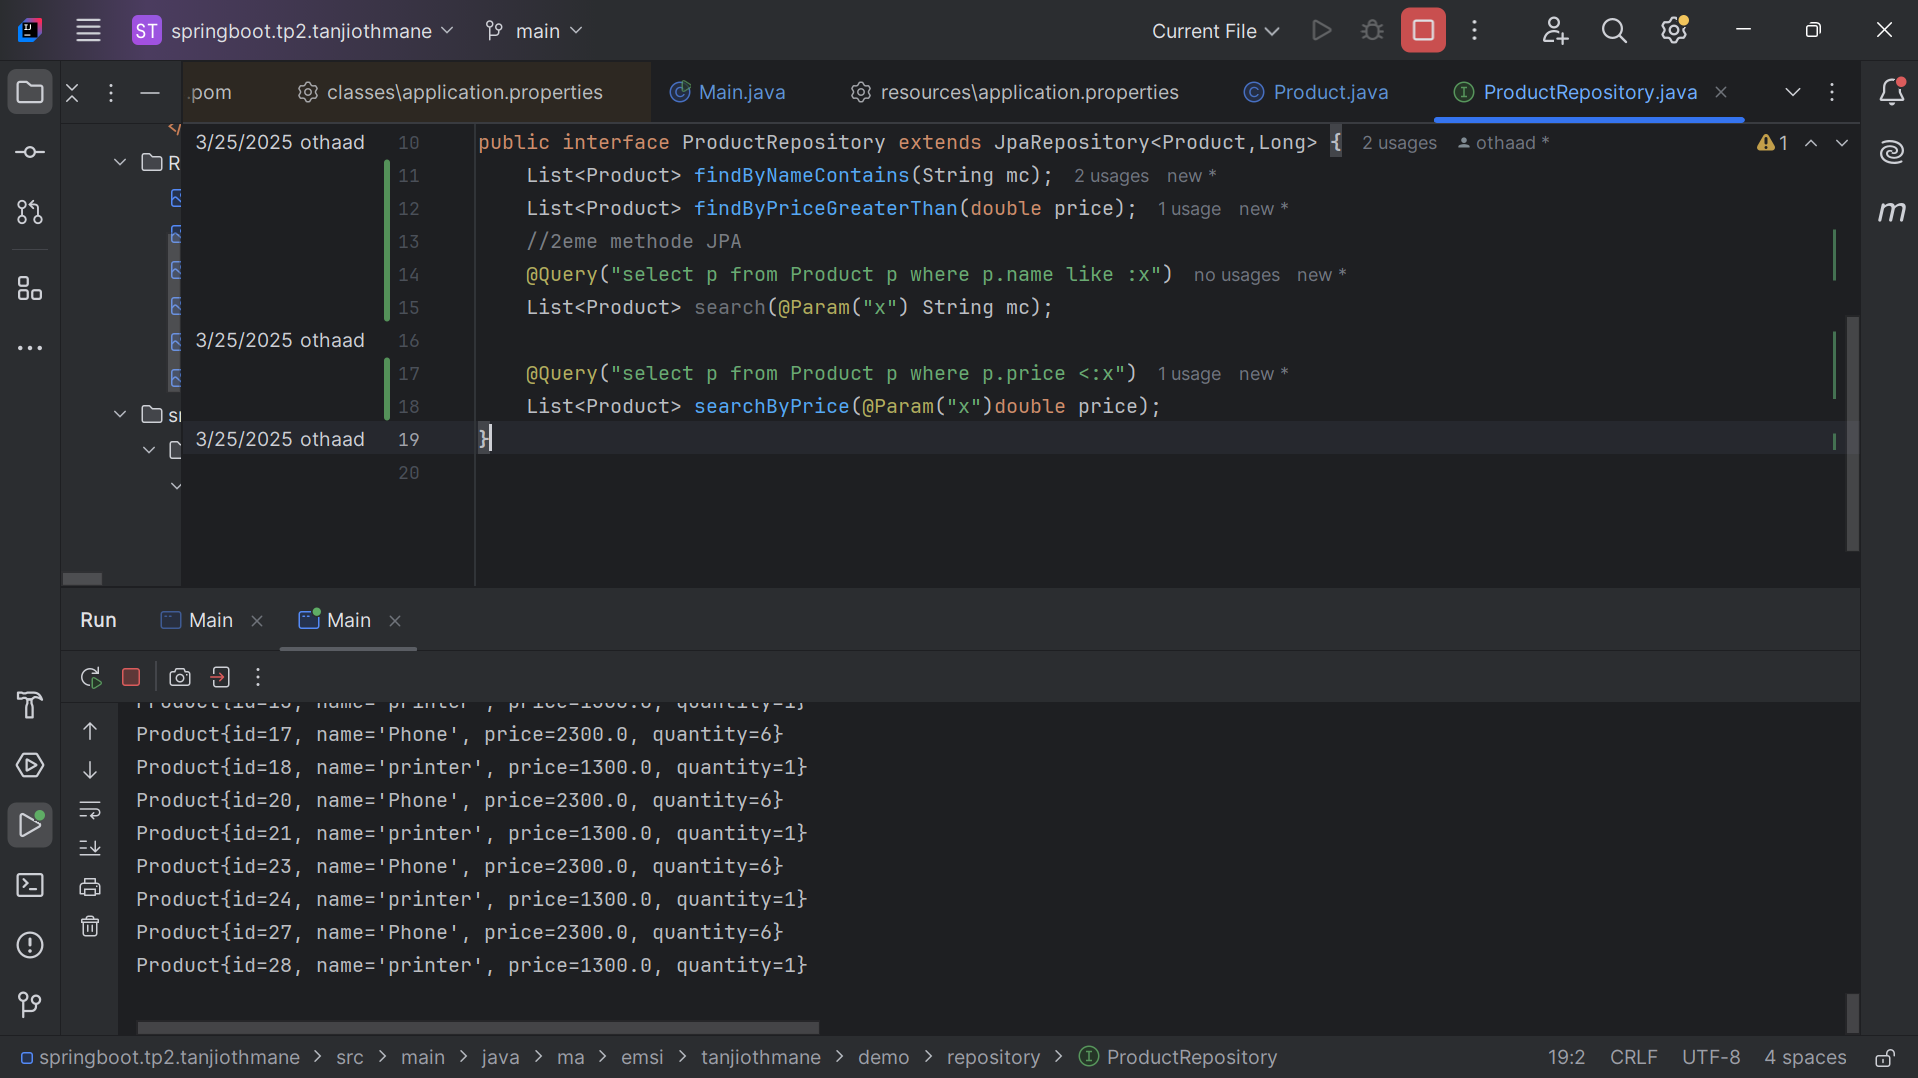 ST springboot.tp2.tanjiothmane main Current File
.pom classes\application.properties Main.java resources\application.properties Product.java ProductRepository.java
3/25/2025 othaad 10 public interface ProductRepository extends JpaRepository<Product,Long> { 2 usages othaad * 1
11 List<Product> findByNameContains(String mc); 2 usages new *
12 List<Product> findByPriceGreaterThan(double price); 1 usage new *
13 //2eme methode JPA
14 @Query("select p from Product p where p.name like :x") no usages new *
15 List<Product> search(@Param("x") String mc);
3/25/2025 othaad 16
17 @Query("select p from Product p where p.price <:x") 1 usage new *
18 List<Product> searchByPrice(@Param("x")double price);
3/25/2025 othaad 19 }
20
Run Main Main
Product{id=17, name='Phone', price=2300.0, quantity=6}
Product{id=18, name='printer', price=1300.0, quantity=1}
Product{id=20, name='Phone', price=2300.0, quantity=6}
Product{id=21, name='printer', price=1300.0, quantity=1}
Product{id=23, name='Phone', price=2300.0, quantity=6}
Product{id=24, name='printer', price=1300.0, quantity=1}
Product{id=27, name='Phone', price=2300.0, quantity=6}
Product{id=28, name='printer', price=1300.0, quantity=1}
springboot.tp2.tanjiothmane > src > main > java > ma > emsi > tanjiothmane > demo > repository > ProductRepository 19:2 CRLF UTF-8 4 spaces